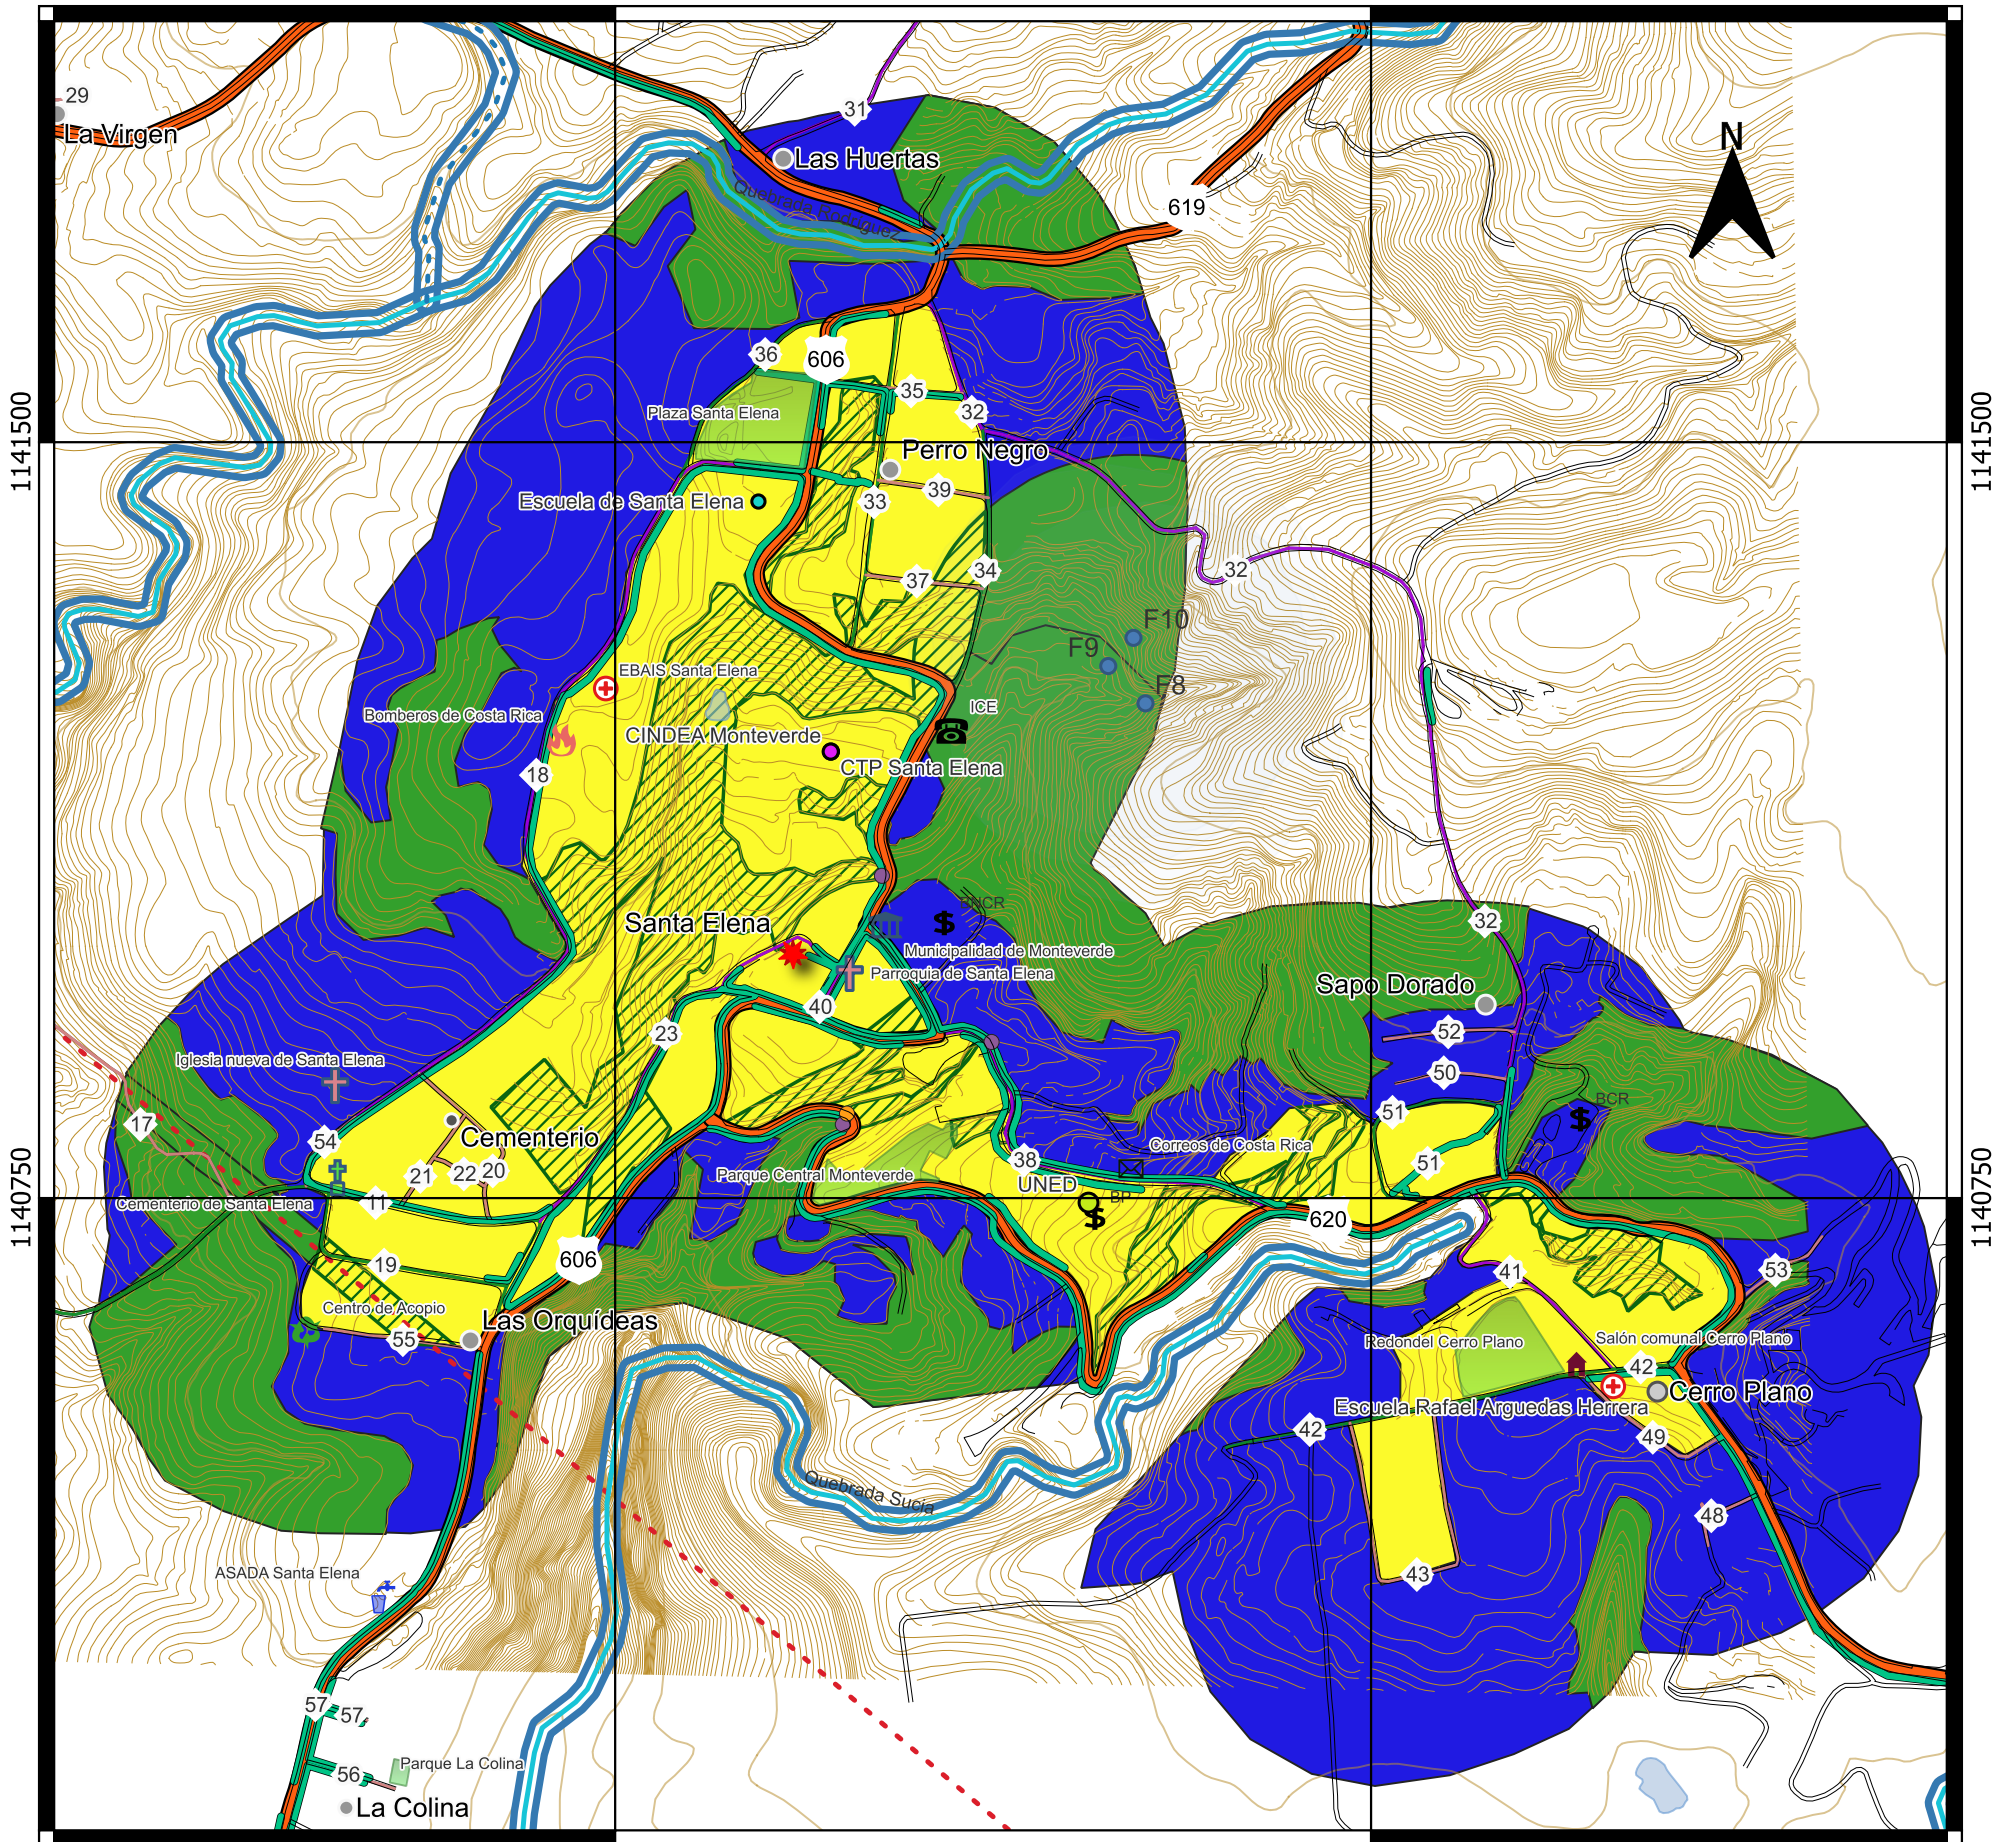 29
La Virgen
31
Las Huertas
N
Quebrada Rodríguez
619
36
606
35
32
Plaza Santa Elena
1141500
1141500
Perro Negro
39
33
Escuela de Santa Elena
37
34
32
F10
F9
F8
EBAIS Santa Elena
ICE
Bomberos de Costa Rica
CINDEA Monteverde
CTP Santa Elena
18
BNCR
Santa Elena
32
Municipalidad de Monteverde
Parroquia de Santa Elena
Sapo Dorado
40
23
52
Iglesia nueva de Santa Elena
50
BCR
17
51
54
Cementerio
Correos de Costa Rica
38
51
21
22
20
Parque Central Monteverde
UNED
1140750
1140750
Cementerio de Santa Elena
11
BP
620
606
19
41
53
Centro de Acopio
Las Orquídeas
55
Redondel Cerro Plano
Salón comunal Cerro Plano
42
Cerro Plano
Escuela Rafael Arguedas Herrera
42
49
Quebrada Sucia
48
ASADA Santa Elena
43
57
57
Parque La Colina
56
La Colina